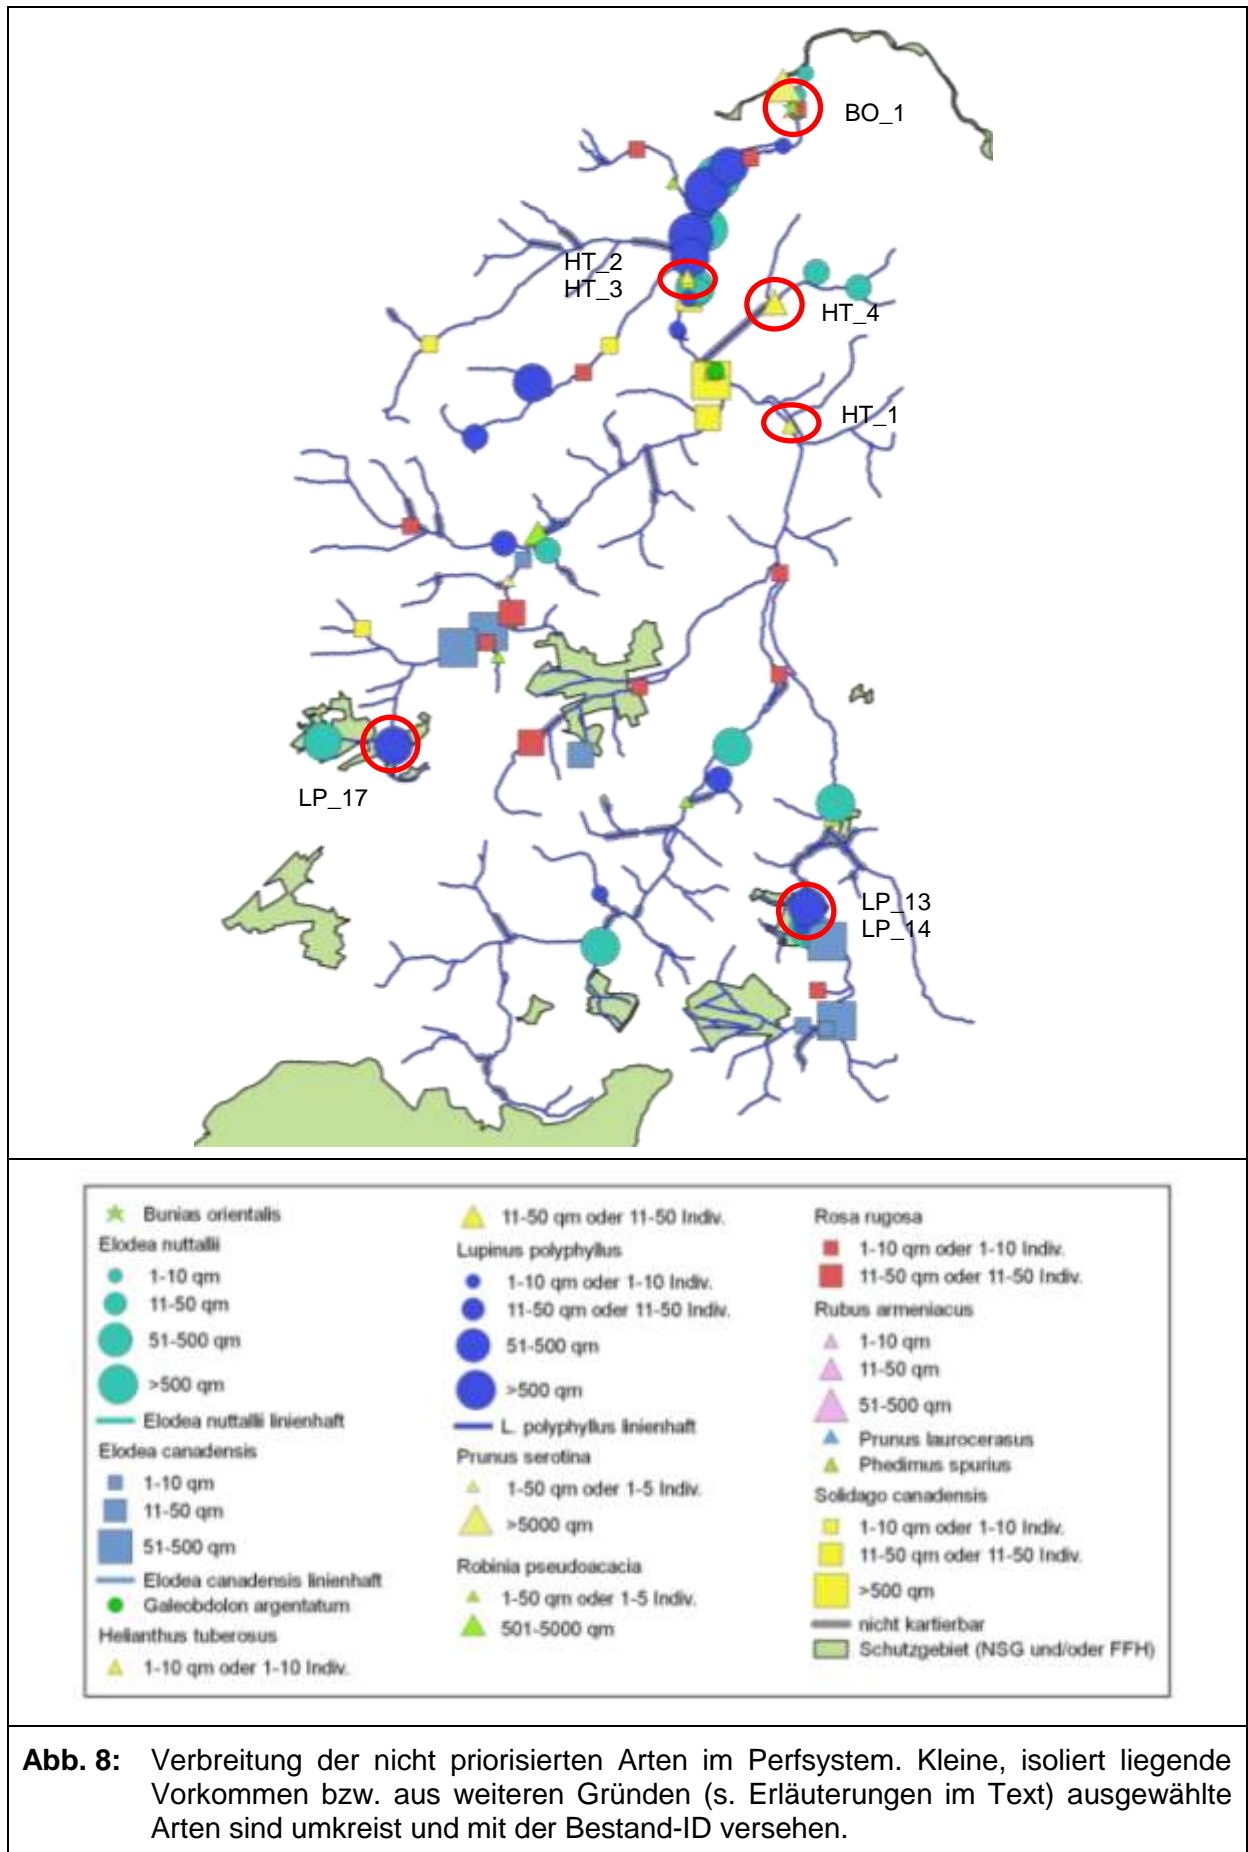 BO_1
HT_2
HT_3
HT_4
HT_1
LP_17
LP_13
LP_14
Bunias orientalis
Elodea nuttallii
1-10 qm
11-50 qm
51-500 qm
>500 qm
Elodea nuttallii linienhaft
Elodea canadensis
1-10 qm
11-50 qm
51-500 qm
Elodea canadensis linienhaft
Galeobdolon argentatum
Helianthus tuberosus
1-10 qm oder 1-10 Indiv.
11-50 qm oder 11-50 Indiv.
Lupinus polyphyllus
1-10 qm oder 1-10 Indiv.
11-50 qm oder 11-50 Indiv.
51-500 qm
>500 qm
L. polyphyllus linienhaft
Prunus serotina
1-50 qm oder 1-5 Indiv.
>5000 qm
Robinia pseudoacacia
1-50 qm oder 1-5 Indiv.
501-5000 qm
Rosa rugosa
1-10 qm oder 1-10 Indiv.
11-50 qm oder 11-50 Indiv.
Rubus armeniacus
1-10 qm
11-50 qm
51-500 qm
Prunus laurocerasus
Phedimus spurius
Solidago canadensis
1-10 qm oder 1-10 Indiv.
11-50 qm oder 11-50 Indiv.
>500 qm
nicht kartierbar
Schutzgebiet (NSG und/oder FFH)
Abb. 8: Verbreitung der nicht priorisierten Arten im Perfsystem. Kleine, isoliert liegende
Vorkommen bzw. aus weiteren Gründen (s. Erläuterungen im Text) ausgewählte
Arten sind umkreist und mit der Bestand-ID versehen.